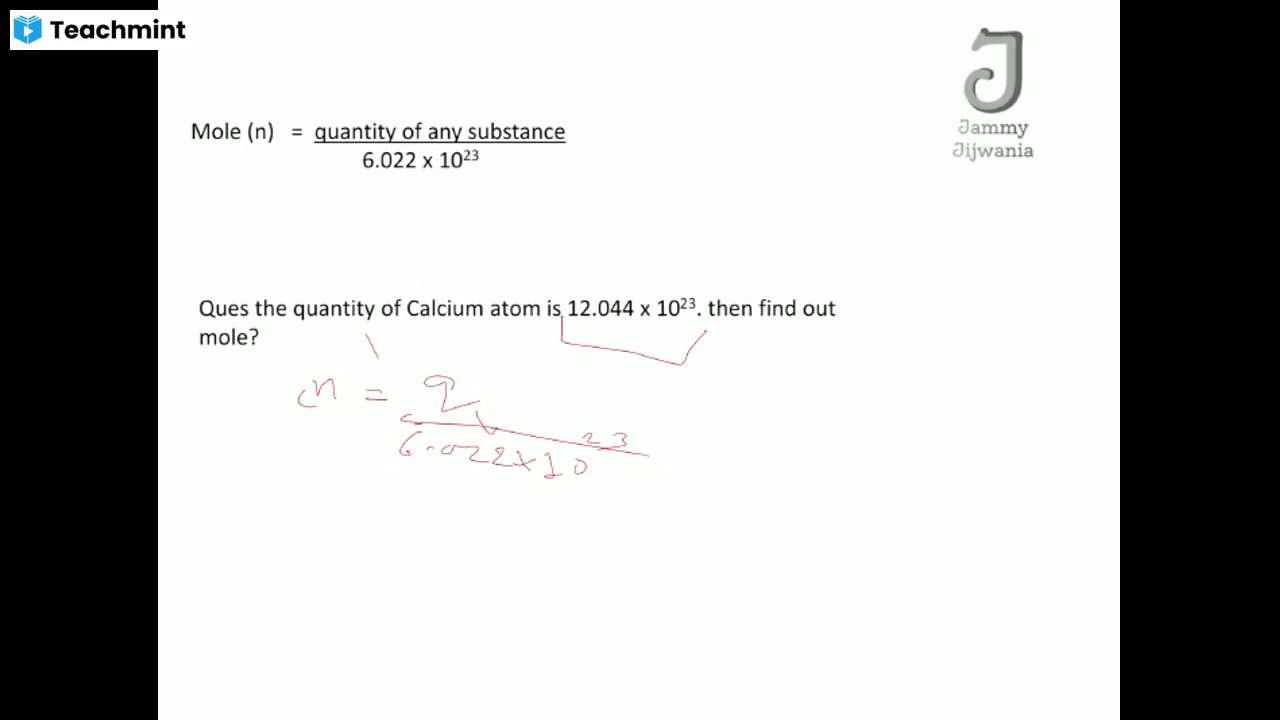 Teachmint
Jammy
Jijwania
Mole (n) = quantity of any substance
6.022 x 10²³
Ques the quantity of Calcium atom is 12.044 x 10²³. then find out
mole?
n = q
6.022 x 10²³